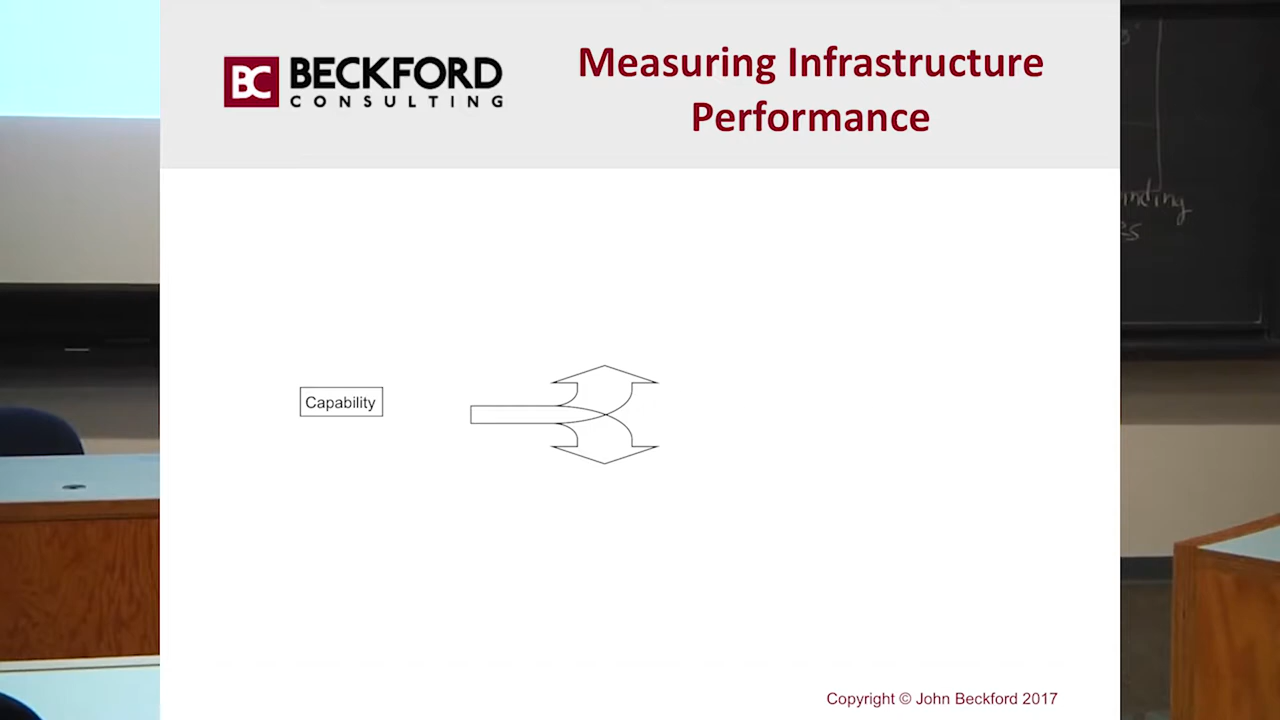 BC BECKFORD
CONSULTING
Measuring Infrastructure
Performance
Capability
Copyright © John Beckford 2017